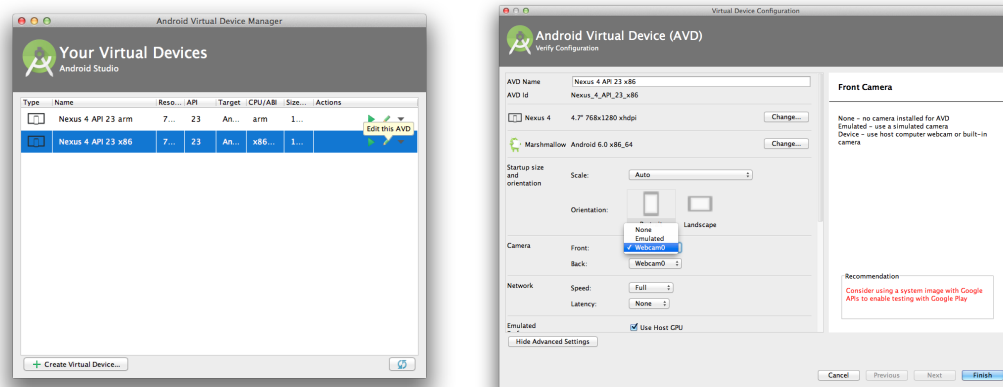 Android Virtual Device Manager
Your Virtual Devices
Android Studio
Type Name Reso... API Target CPU/ABI Size... Actions
Nexus 4 API 23 arm 7... 23 An... arm 1...
Edit this AVD
Nexus 4 API 23 x86 7... 23 An... x86... 1...
Create Virtual Device...
Virtual Device Configuration
Android Virtual Device (AVD)
Verify Configuration
AVD Name Nexus 4 API 23 x86
AVD Id Nexus_4_API_23_x86
Nexus 4 4.7" 768x1280 xhdpi Change...
Marshmallow Android 6.0 x86_64 Change...
Startup size
and
orientation
Scale: Auto
Orientation:
Landscape
None
Emulated
Camera Front: ✓ Webcam0
Back: Webcam0
Network Speed: Full
Latency: None
Emulated
Use Host GPU
Hide Advanced Settings
Front Camera
None - no camera installed for AVD
Emulated - use a simulated camera
Device - use host computer webcam or built-in
camera
Recommendation
Consider using a system image with Google
APIs to enable testing with Google Play
Cancel Previous Next Finish